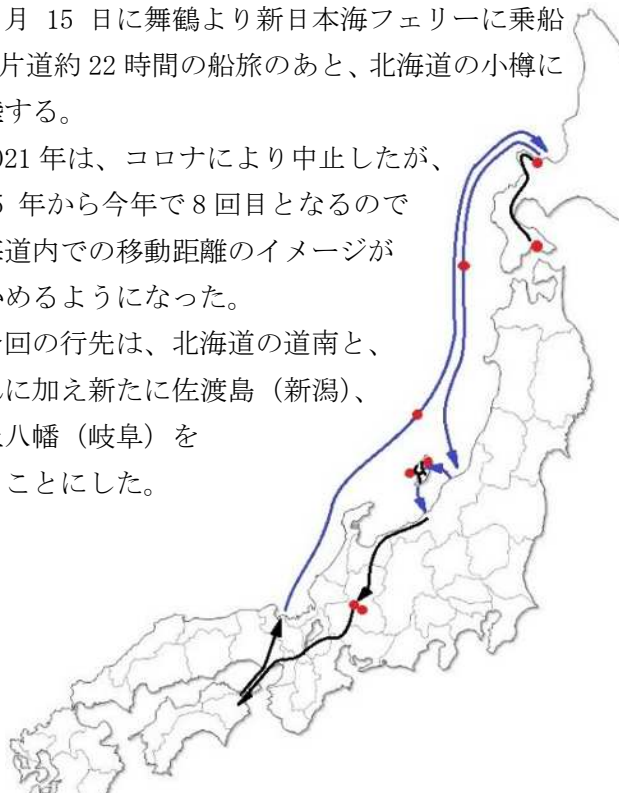 月 15 日に舞鶴より新日本海フェリーに乗船
片道約 22 時間の船旅のあと、北海道の小樽に
する。
021 年は、コロナにより中止したが、
年から今年で 8 回目となるので
道内での移動距離のイメージが
めるようになった。
回の行先は、北海道の道南と、
に加え新たに佐渡島（新潟）、
八幡（岐阜）を
ことにした。